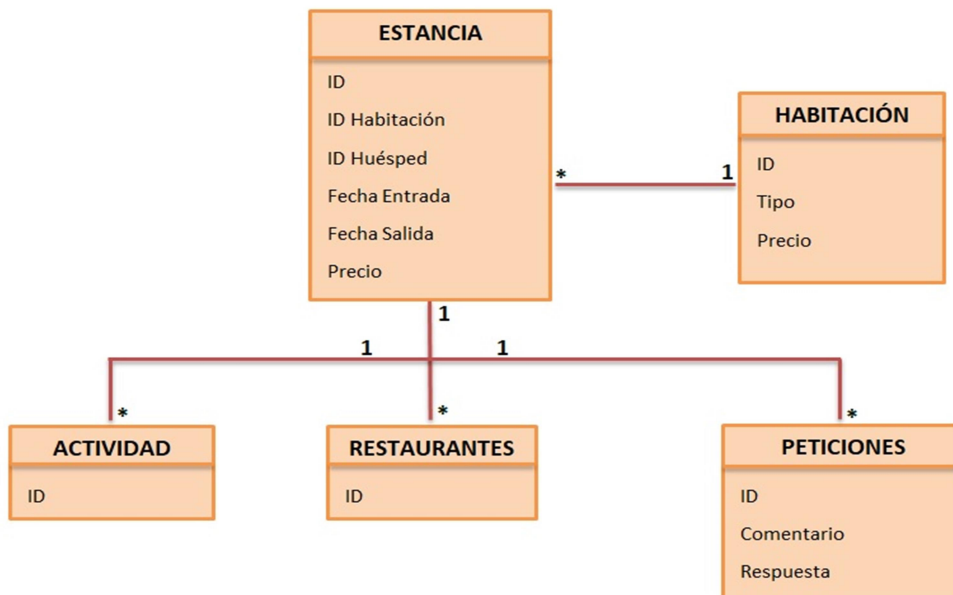 ESTANCIA
ID
ID Habitación
ID Huésped
Fecha Entrada
Fecha Salida
Precio
HABITACIÓN
ID
Tipo
Precio
* 1
1
1 1
* * *
ACTIVIDAD
ID
RESTAURANTES
ID
PETICIONES
ID
Comentario
Respuesta